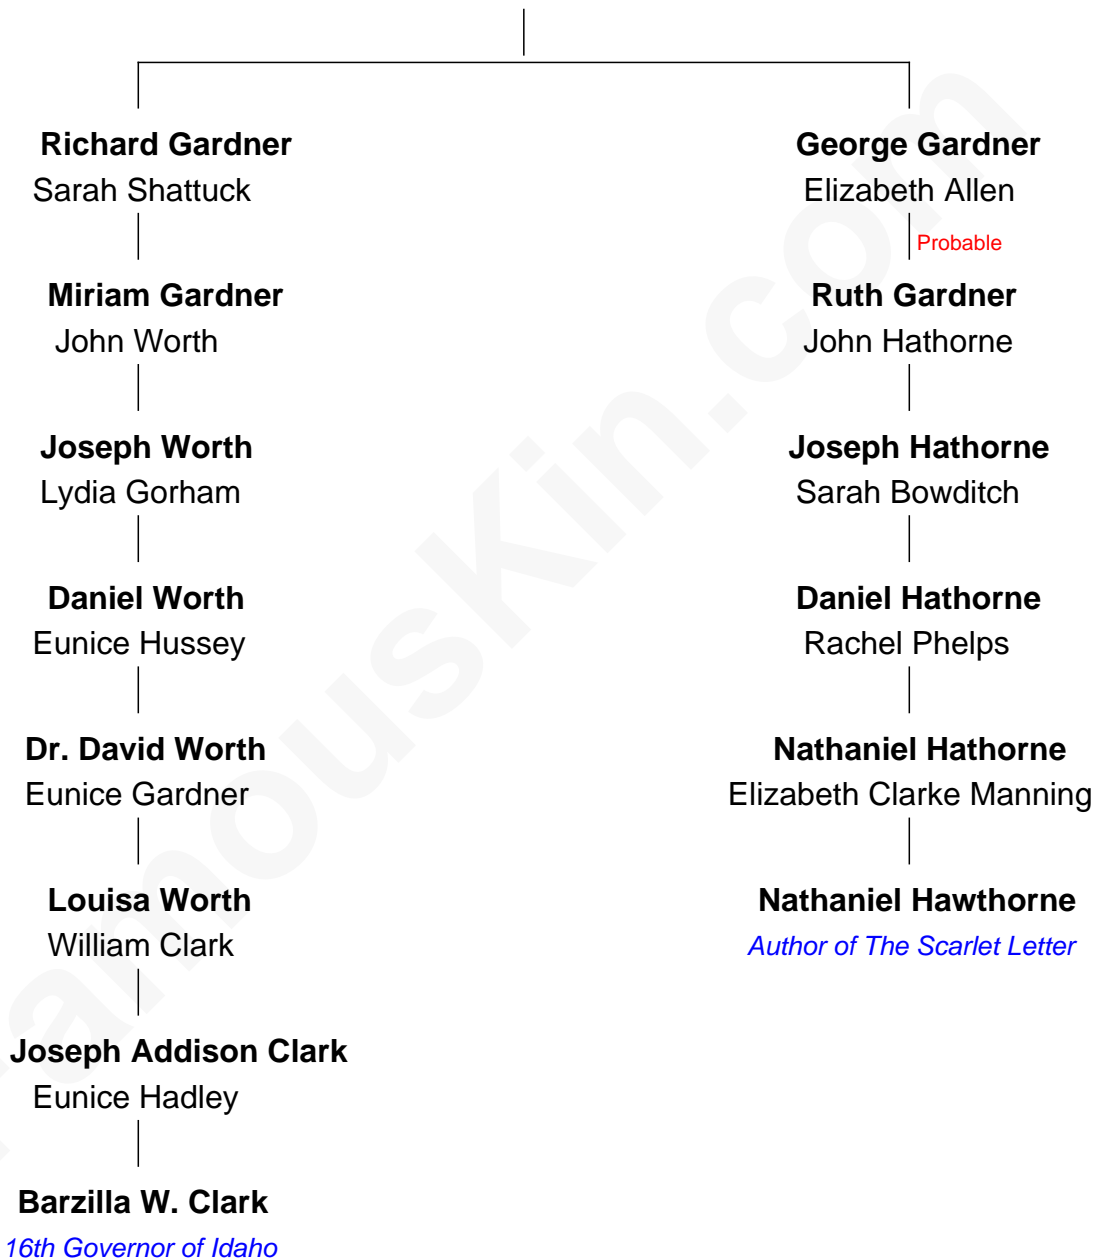 Richard Gardner
Sarah Shattuck
George Gardner
Elizabeth Allen
Probable
Miriam Gardner
John Worth
Ruth Gardner
John Hathorne
Joseph Worth
Lydia Gorham
Joseph Hathorne
Sarah Bowditch
Daniel Worth
Eunice Hussey
Daniel Hathorne
Rachel Phelps
Dr. David Worth
Eunice Gardner
Nathaniel Hathorne
Elizabeth Clarke Manning
Louisa Worth
William Clark
Nathaniel Hawthorne
Author of The Scarlet Letter
Joseph Addison Clark
Eunice Hadley
Barzilla W. Clark
16th Governor of Idaho
FamousKin.com